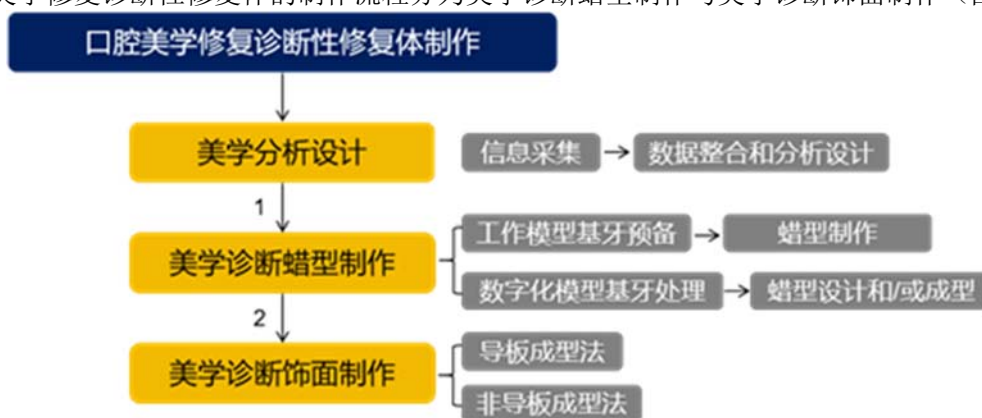 口腔美学修复诊断性修复体制作
美学分析设计
信息采集
数据整合和分析设计
1
美学诊断蜡型制作
工作模型基牙预备
蜡型制作
数字化模型基牙处理
蜡型设计和/或成型
2
美学诊断饰面制作
导板成型法
非导板成型法